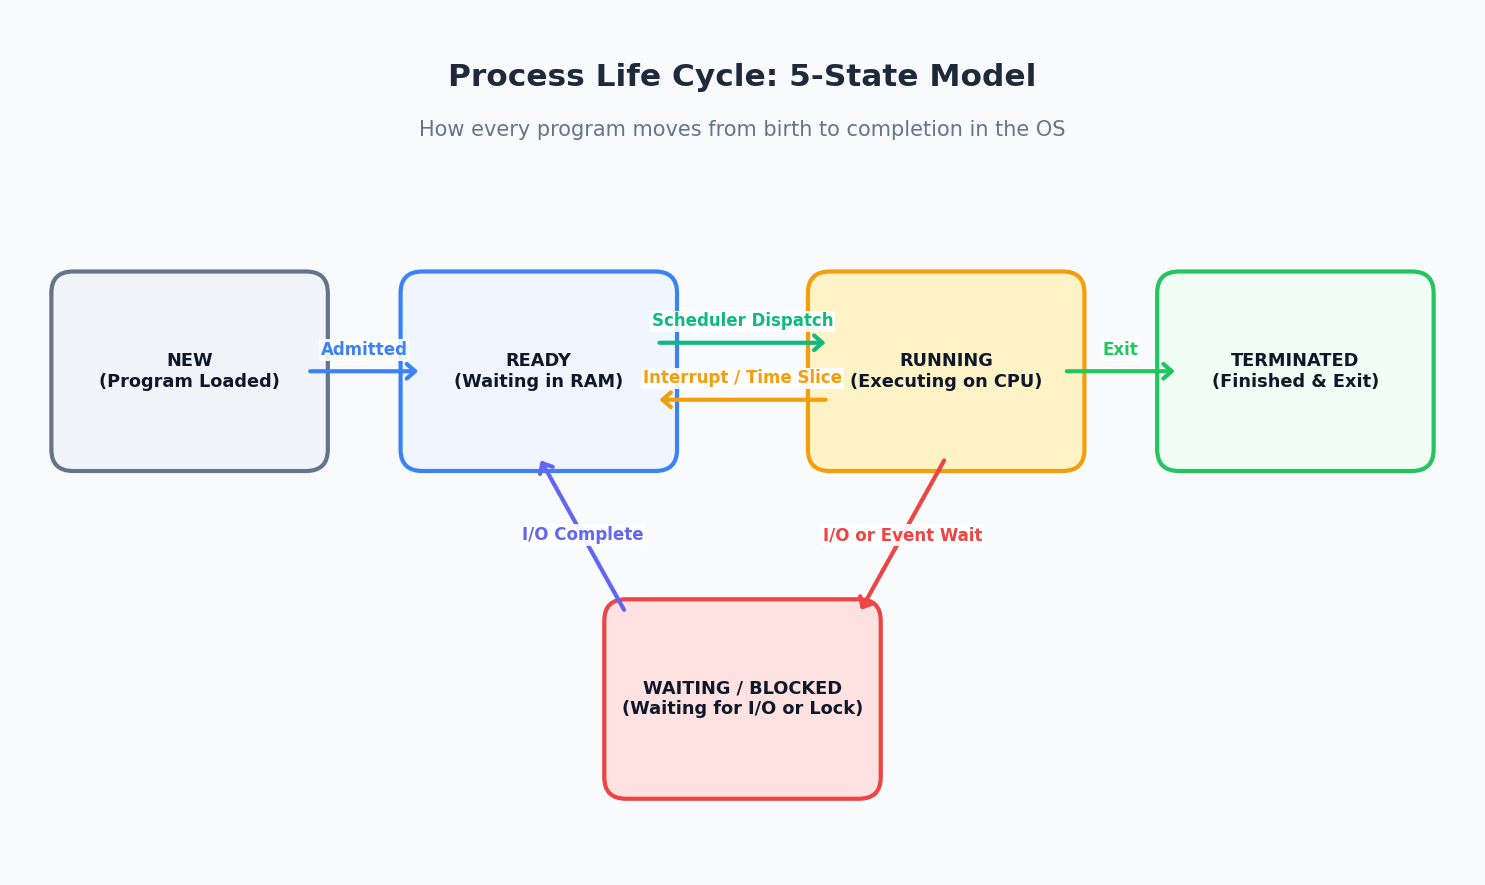 Process Life Cycle: 5-State Model
How every program moves from birth to completion in the OS
NEW
(Program Loaded)
Admitted
READY
(Waiting in RAM)
Scheduler Dispatch
Interrupt / Time Slice
RUNNING
(Executing on CPU)
Exit
TERMINATED
(Finished & Exit)
I/O Complete
I/O or Event Wait
WAITING / BLOCKED
(Waiting for I/O or Lock)